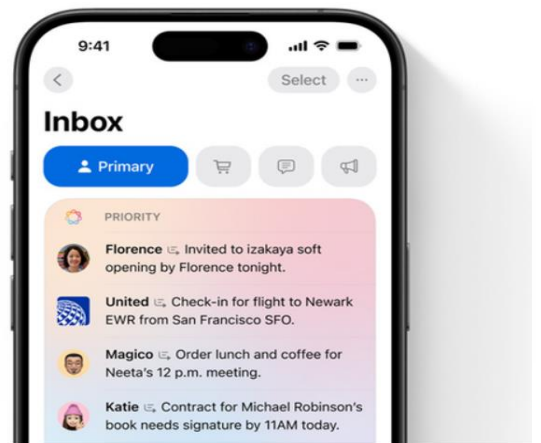 9:41
Select
Inbox
Primary
PRIORITY
Florence Invited to izakaya soft
opening by Florence tonight.
United Check-in for flight to Newark
EWR from San Francisco SFO.
Magico Order lunch and coffee for
Neeta's 12 p.m. meeting.
Katie Contract for Michael Robinson's
book needs signature by 11AM today.